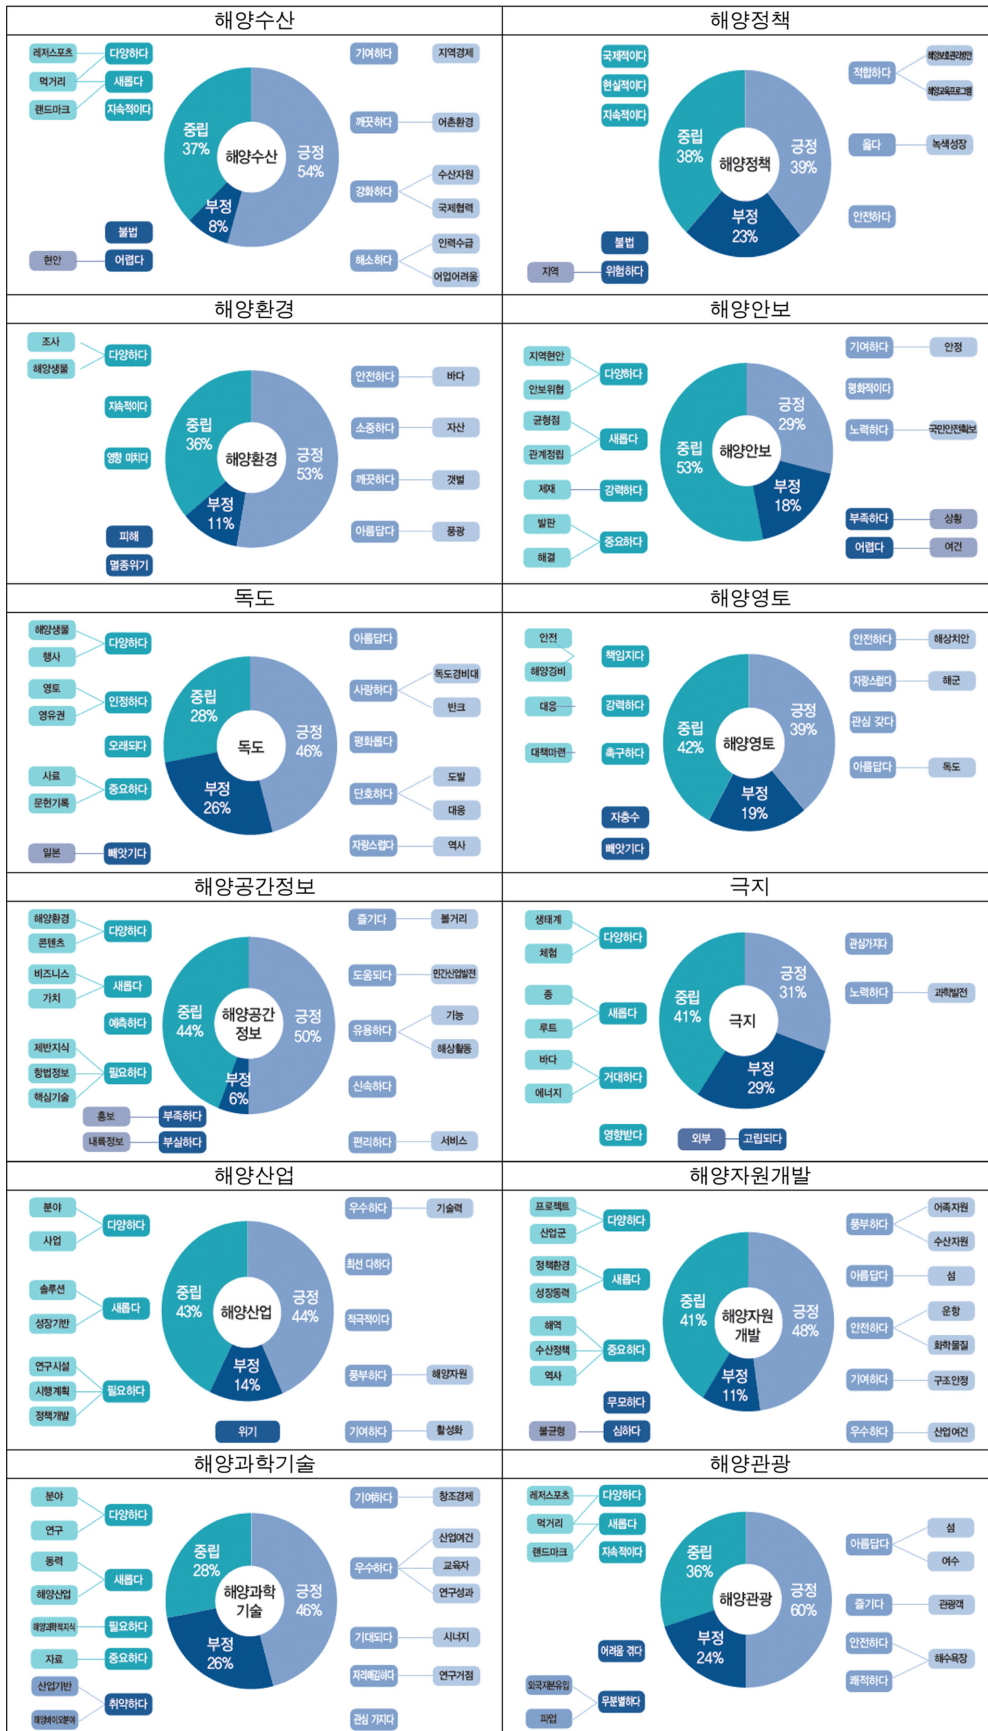 해양수산
레저스포츠
다양하다
먹거리
새롭다
랜드마크
지속적이다
중립
37%
긍정
54%
부정
8%
해양수산
불법
현안
어렵다
기여하다
지역경제
깨끗하다
어촌환경
강화하다
수산자원
국제협력
해소하다
인력수급
어업어려움
해양정책
국제적이다
현실적이다
지속적이다
중립
38%
긍정
39%
부정
23%
해양정책
불법
지역
위험하다
적합하다
해양보호관리방안
해양교육프로그램
옳다
녹색성장
안전하다
해양환경
조사
해양생물
다양하다
지속적이다
영향 미치다
중립
36%
긍정
53%
부정
11%
해양환경
피해
멸종위기
안전하다
바다
소중하다
자산
깨끗하다
갯벌
아름답다
풍광
해양안보
지역현안
안보위협
다양하다
균형점
관계정립
새롭다
제재
강력하다
발판
해결
중요하다
중립
53%
긍정
29%
부정
18%
해양안보
기여하다
안정
평화적이다
노력하다
국민안전확보
부족하다
상황
어렵다
여건
독도
해양생물
행사
다양하다
영토
영유권
인정하다
오래되다
사료
문헌기록
중요하다
일본
빼앗기다
중립
28%
긍정
46%
부정
26%
독도
아름답다
사랑하다
독도경비대
반크
평화롭다
단호하다
도발
대응
자랑스럽다
역사
해양영토
안전
해양경비
책임지다
대응
강력하다
대책마련
촉구하다
자충수
빼앗기다
중립
42%
긍정
39%
부정
19%
해양영토
안전하다
해상치안
자랑스럽다
해군
관심 갖다
아름답다
독도
해양공간정보
해양환경
콘텐츠
다양하다
비즈니스
가치
새롭다
예측하다
제반지식
항법정보
핵심기술
필요하다
홍보
부족하다
내륙정보
부실하다
중립
44%
긍정
50%
부정
6%
해양공간
정보
즐기다
볼거리
도움되다
민간산업발전
유용하다
기능
해상활동
신속하다
편리하다
서비스
극지
생태계
체험
다양하다
종
루트
새롭다
바다
에너지
거대하다
영향받다
중립
41%
긍정
31%
부정
29%
극지
외부
고립되다
관심가지다
노력하다
과학발전
해양산업
분야
사업
다양하다
솔루션
성장기반
새롭다
연구시설
시행계획
정책개발
필요하다
중립
43%
긍정
44%
부정
14%
해양산업
위기
우수하다
기술력
최선 다하다
적극적이다
풍부하다
해양자원
기여하다
활성화
해양자원개발
프로젝트
산업군
다양하다
정책환경
성장동력
새롭다
해역
수산정책
역사
중요하다
무모하다
불균형
심하다
중립
41%
긍정
48%
부정
11%
해양자원
개발
풍부하다
어족자원
수산자원
아름답다
섬
안전하다
운항
화학물질
기여하다
구조안정
우수하다
산업여건
해양과학기술
분야
연구
다양하다
동력
해양산업
새롭다
해양과학적지식
필요하다
자료
중요하다
산업기반
해양바이오분야
취약하다
중립
28%
긍정
46%
부정
26%
해양과학
기술
기여하다
창조경제
우수하다
산업여건
교육자
연구성과
기대되다
시너지
자리매김하다
연구거점
관심 가지다
해양관광
레저스포츠
다양하다
먹거리
새롭다
랜드마크
지속적이다
중립
36%
긍정
60%
부정
24%
해양관광
어려움 겪다
외국자본유입
파업
무분별하다
아름답다
섬
여수
즐기다
관광객
안전하다
쾌적하다
해수욕장